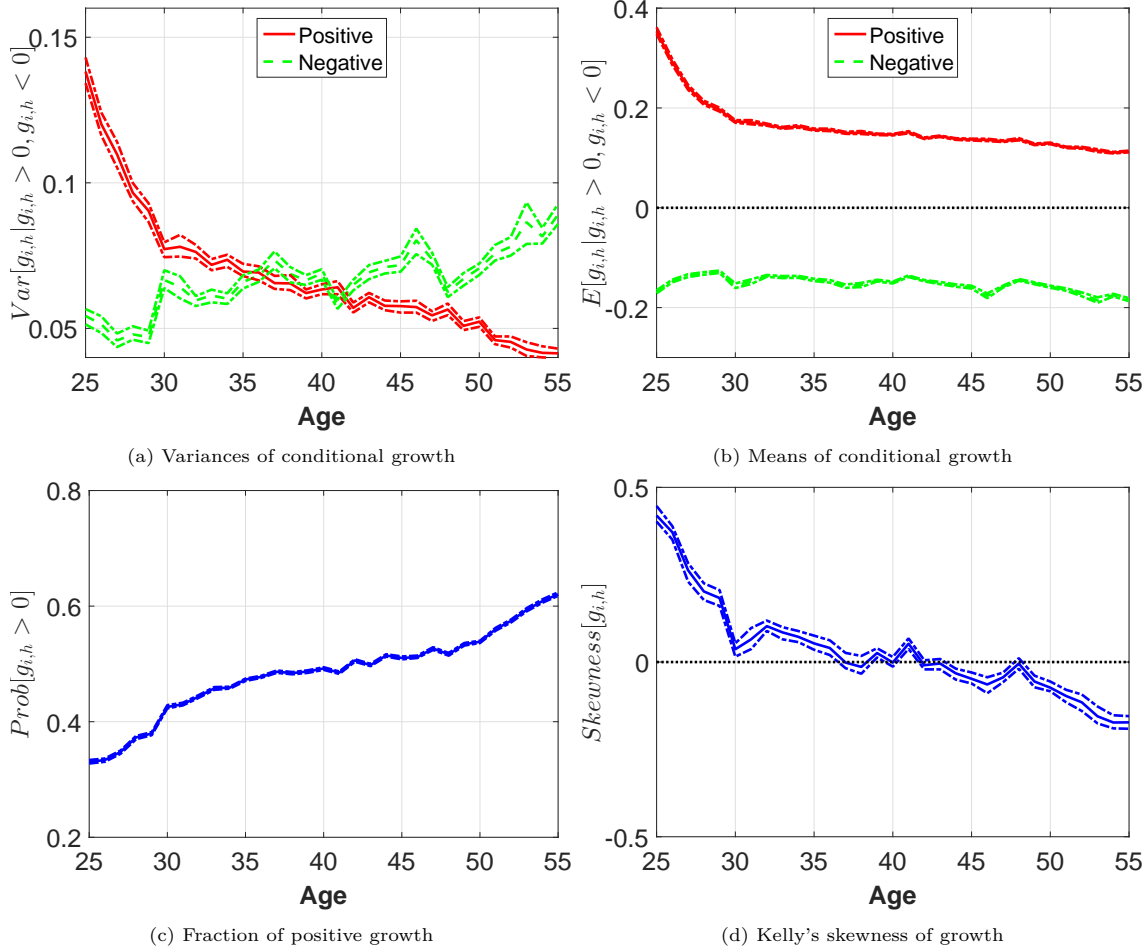 0.15
0.1
0.05
Var[g_{i,h}|g_{i,h} > 0, g_{i,h} < 0]
Positive
Negative
25 30 35 40 45 50 55
Age
(a) Variances of conditional growth
0.4
0.2
0
-0.2
E[g_{i,h}|g_{i,h} > 0, g_{i,h} < 0]
Positive
Negative
25 30 35 40 45 50 55
Age
(b) Means of conditional growth
0.8
0.6
0.4
0.2
Prob[g_{i,h} > 0]
25 30 35 40 45 50 55
Age
(c) Fraction of positive growth
0.5
0
-0.5
Skewness[g_{i,h}]
25 30 35 40 45 50 55
Age
(d) Kelly's skewness of growth